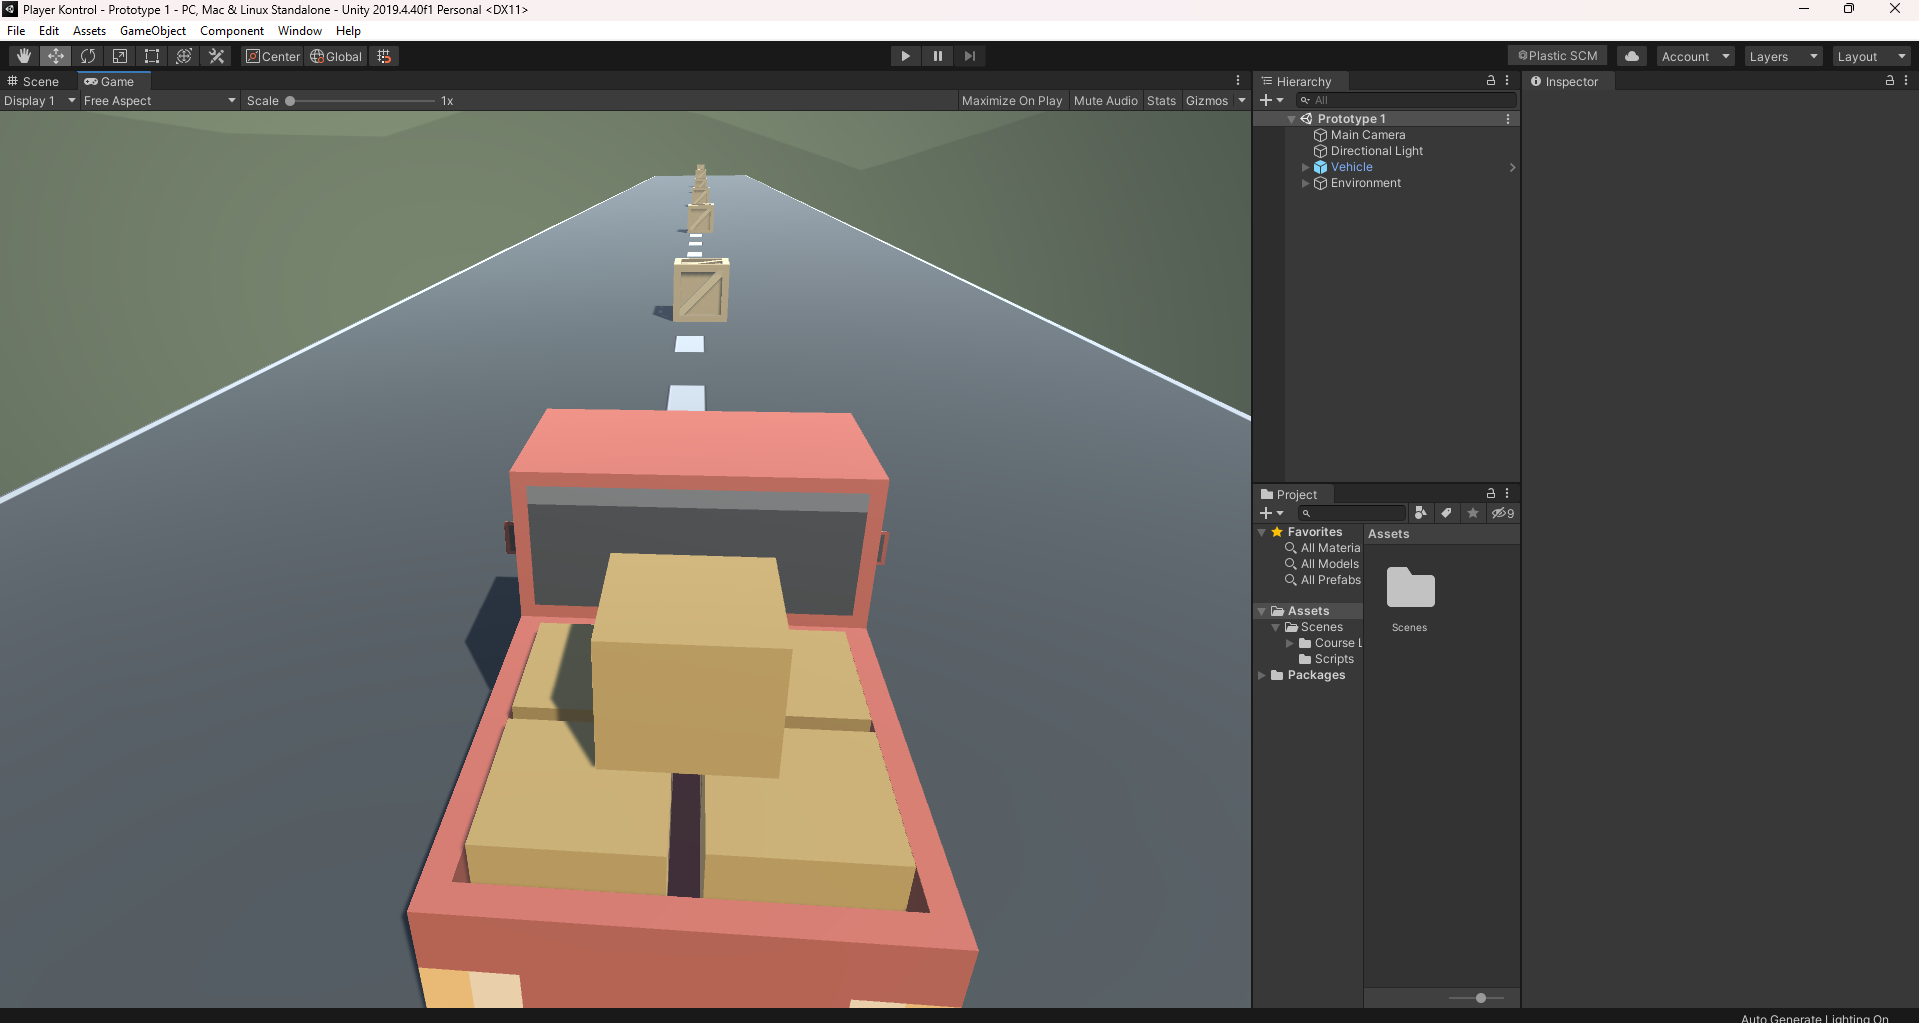 Player Kontrol - Prototype 1 - PC, Mac & Linux Standalone - Unity 2019.4.40f1 Personal <DX11>
File Edit Assets GameObject Component Window Help
Center Global Plastic SCM Account Layers Layout
Scene Game
Display 1 Free Aspect Scale 1x Maximize On Play Mute Audio Stats Gizmos
Hierarchy
All
Prototype 1
Main Camera
Directional Light
Vehicle
Environment
Project
9
Favorites
All Materia
All Models
All Prefabs
Assets
Scenes
Course L
Scripts
Packages
Assets
Scenes
Inspector
Auto Generate Lighting On